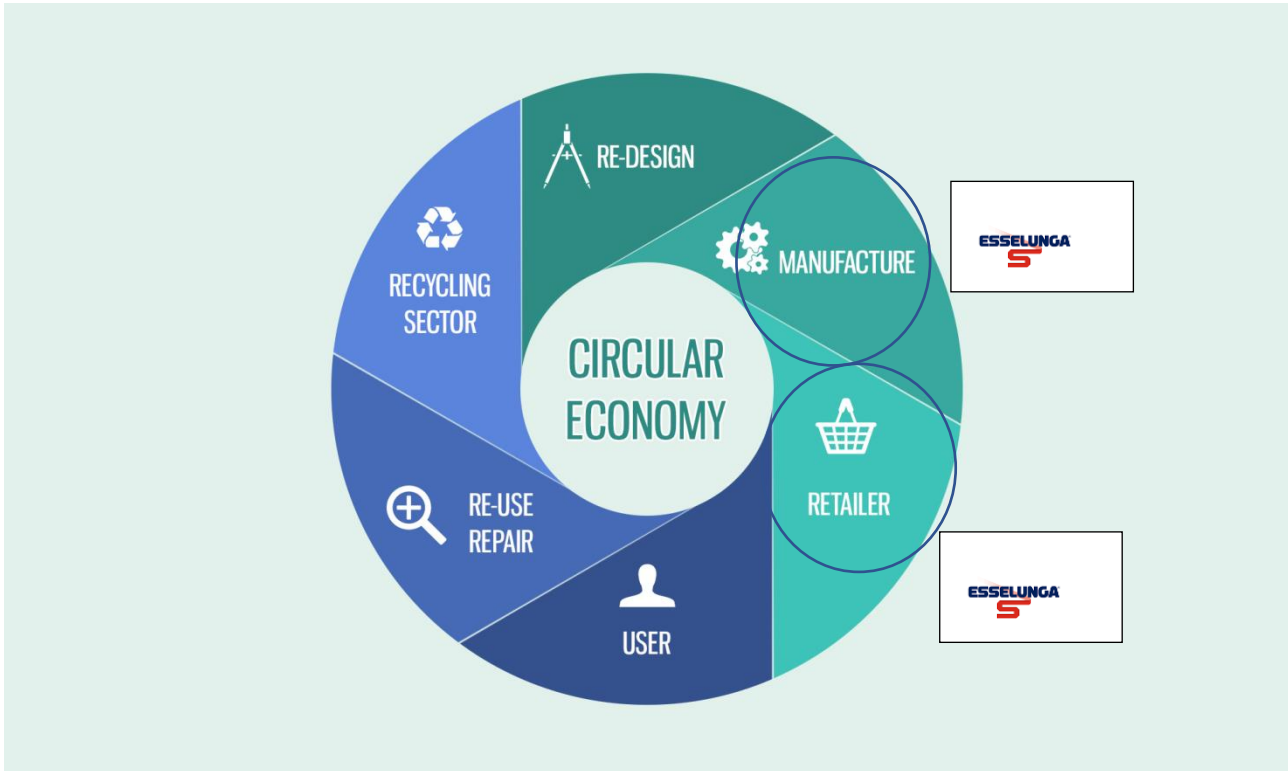 RE-DESIGN
MANUFACTURE
ESSELUNGA
S
RETAILER
ESSELUNGA
S
USER
RE-USE
REPAIR
RECYCLING
SECTOR
CIRCULAR
ECONOMY